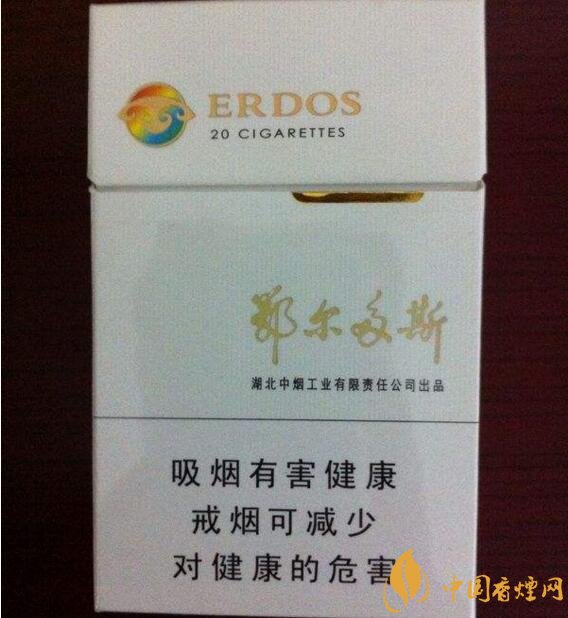 ERDOS
20 CIGARETTES
鄂尔多斯
湖北中烟工业有限责任公司出品
吸烟有害健康
戒烟可减少
对健康的危害
中国香煙网